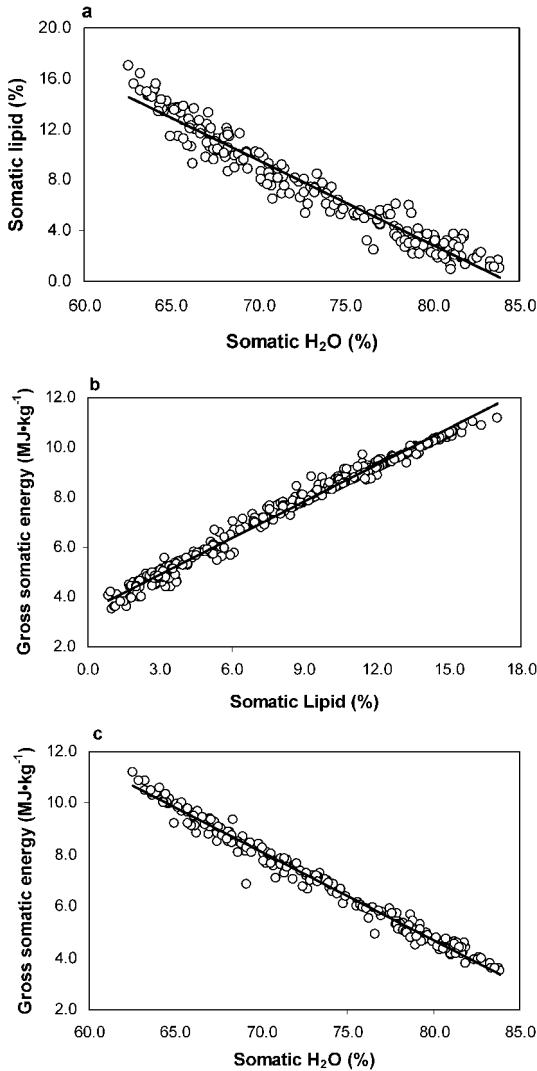 a
20.0
16.0
12.0
8.0
4.0
0.0
Somatic lipid (%)
60.0 65.0 70.0 75.0 80.0 85.0
Somatic H₂O (%)
b
12.0
10.0
8.0
6.0
4.0
2.0
Gross somatic energy (MJ•kg⁻¹)
0.0 3.0 6.0 9.0 12.0 15.0 18.0
Somatic Lipid (%)
c
12.0
10.0
8.0
6.0
4.0
2.0
Gross somatic energy (MJ•kg⁻¹)
60.0 65.0 70.0 75.0 80.0 85.0
Somatic H₂O (%)